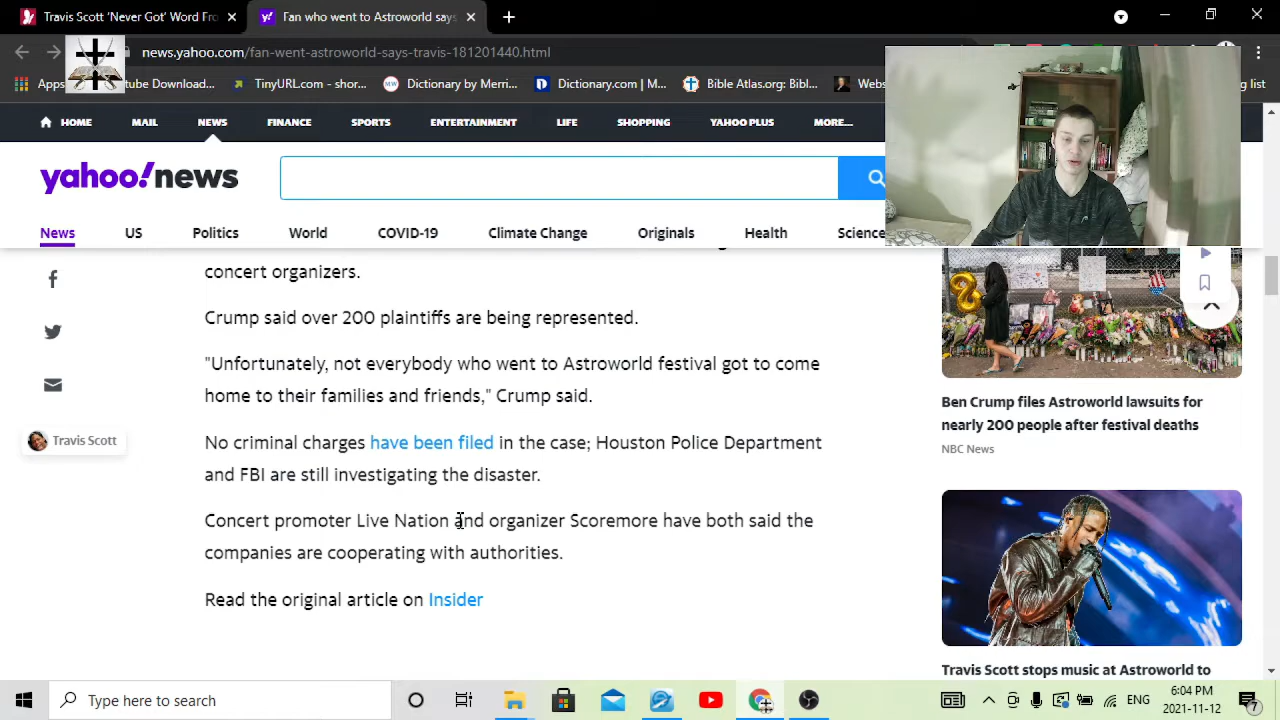 Travis Scott 'Never Got' Word Fro
Fan who went to Astroworld says
news.yahoo.com/fan-went-astroworld-says-travis-181201440.html
Apps
tube Download...
TinyURL.com - shor...
Dictionary by Merri...
Dictionary.com | M...
Bible Atlas.org: Bibl...
We
g list
HOME MAIL NEWS FINANCE SPORTS ENTERTAINMENT LIFE SHOPPING YAHOO PLUS MORE...
yahoo!news
News US Politics World COVID-19 Climate Change Originals Health Science
concert organizers.
Crump said over 200 plaintiffs are being represented.
"Unfortunately, not everybody who went to Astroworld festival got to come
home to their families and friends," Crump said.
No criminal charges have been filed in the case; Houston Police Department
and FBI are still investigating the disaster.
Concert promoter Live Nation and organizer Scoremore have both said the
companies are cooperating with authorities.
Read the original article on Insider
Travis Scott
Ben Crump files Astroworld lawsuits for
nearly 200 people after festival deaths
NBC News
Travis Scott stops music at Astroworld to
Type here to search
ENG
6:04 PM
2021-11-12
7